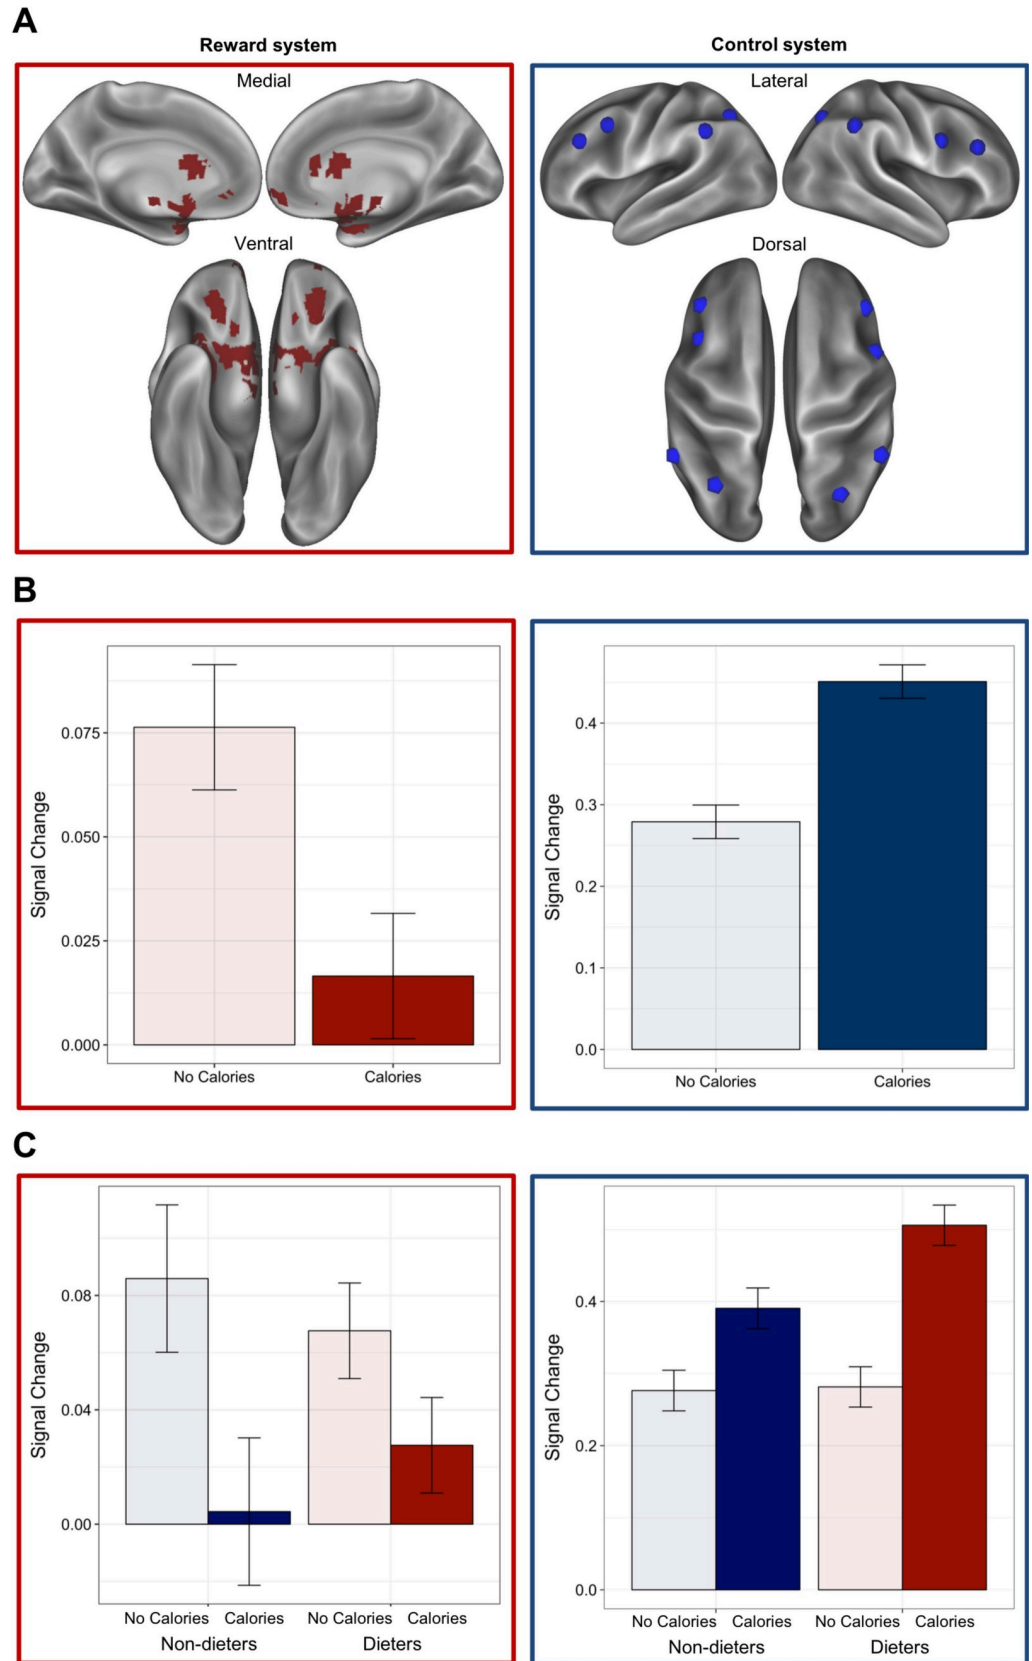 A
Reward system
Control system
Medial
Lateral
Ventral
Dorsal
B
Signal Change
0.075
0.050
0.025
0.000
No Calories Calories
Signal Change
0.4
0.3
0.2
0.1
0.0
No Calories Calories
C
Signal Change
0.08
0.04
0.00
No Calories Calories No Calories Calories
Non-dieters Dieters
Signal Change
0.4
0.2
0.0
No Calories Calories No Calories Calories
Non-dieters Dieters